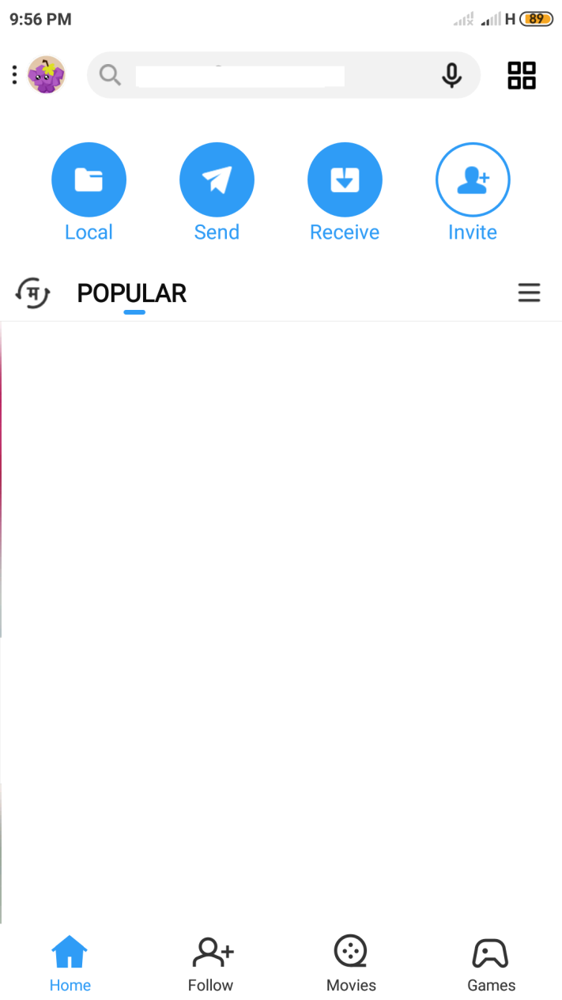 9:56 PM H 89
Local Send Receive Invite
म POPULAR
Home Follow Movies Games